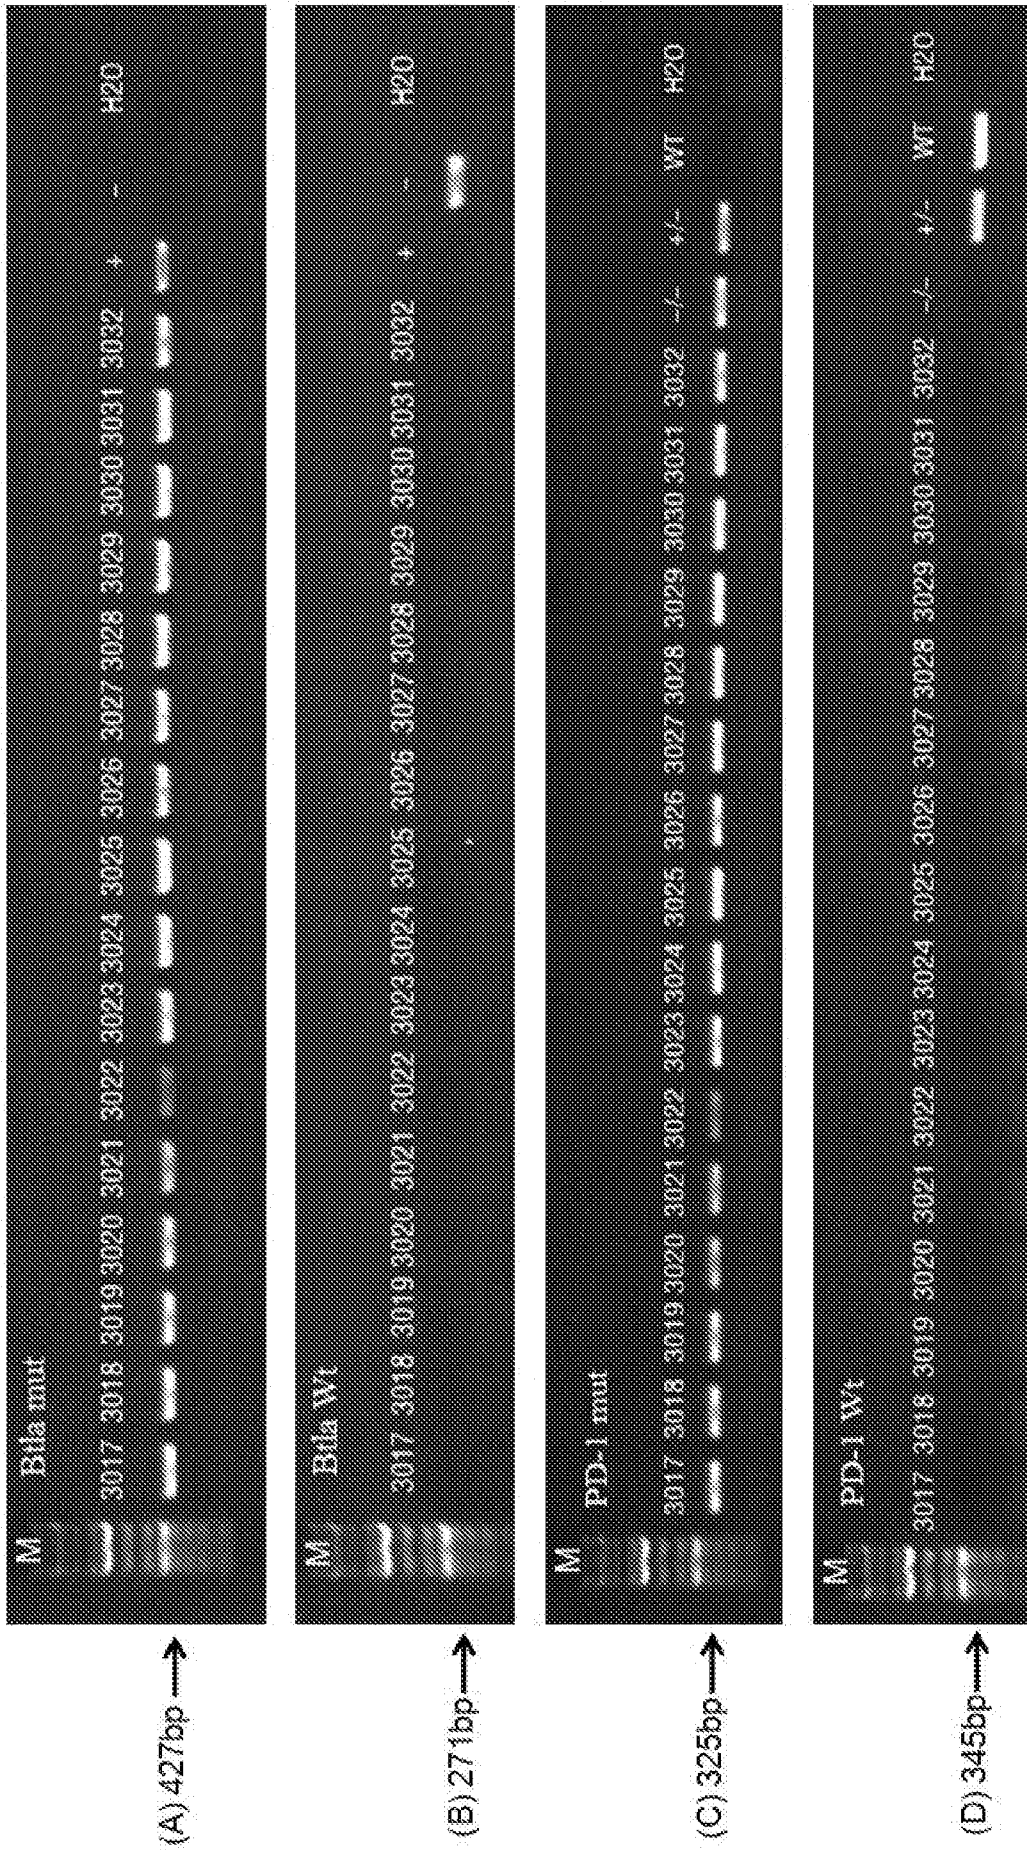 (A) 427bp
M
Btla mut
3017 3018 3019 3020 3021 3022 3023 3024 3025 3026 3027 3028 3029 3030 3031 3032 + - H2O
(B) 271bp
M
Btla Wt
3017 3018 3019 3020 3021 3022 3023 3024 3025 3026 3027 3028 3029 3030 3031 3032 + - H2O
(C) 325bp
M
PD-1 mut
3017 3018 3019 3020 3021 3022 3023 3024 3025 3026 3027 3028 3029 3030 3031 3032 -/- +/- WT H2O
(D) 345bp
M
PD-1 Wt
3017 3018 3019 3020 3021 3022 3023 3024 3025 3026 3027 3028 3029 3030 3031 3032 -/- +/- WT H2O